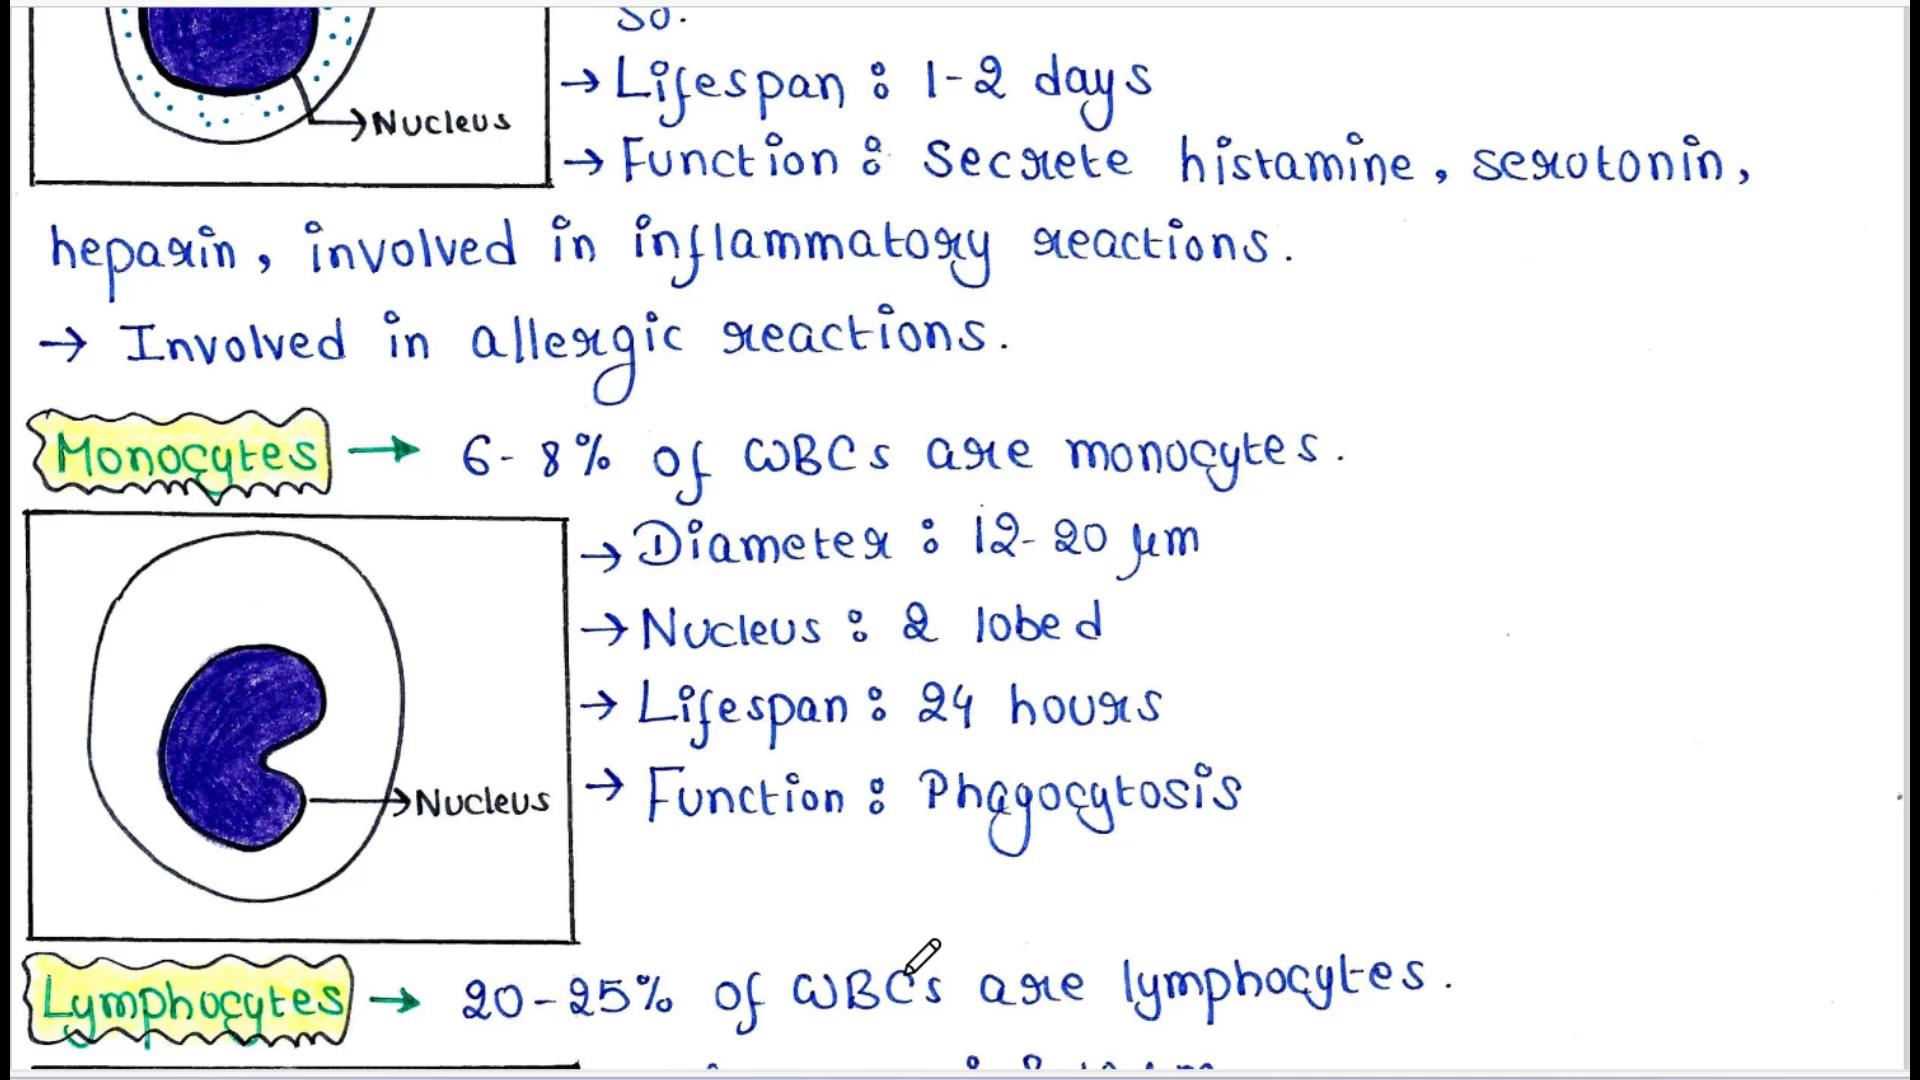 so.
→ Lifespan : 1-2 days
Nucleus
→ Function : Secrete histamine, serotonin,
heparin, involved in inflammatory reactions.
→ Involved in allergic reactions.
Monocytes → 6-8% of WBCs are monocytes.
→ Diameter : 12-20 µm
→ Nucleus : 2 lobed
→ Lifespan : 24 hours
→ Function : Phagocytosis
Nucleus
Lymphocytes → 20-25% of WBCs are lymphocytes.